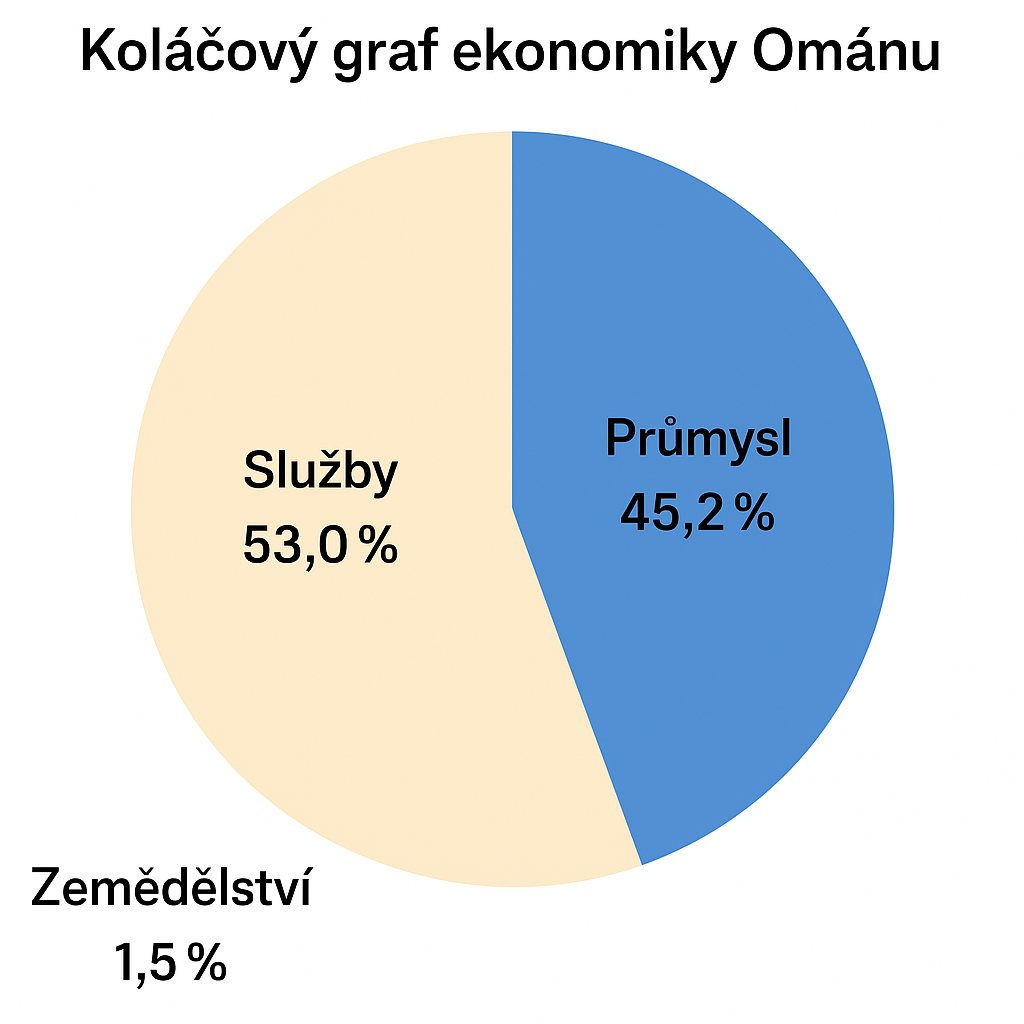 Koláčový graf ekonomiky Ománu
Průmysl
45,2 %
Služby
53,0 %
Zemědělství
1,5 %